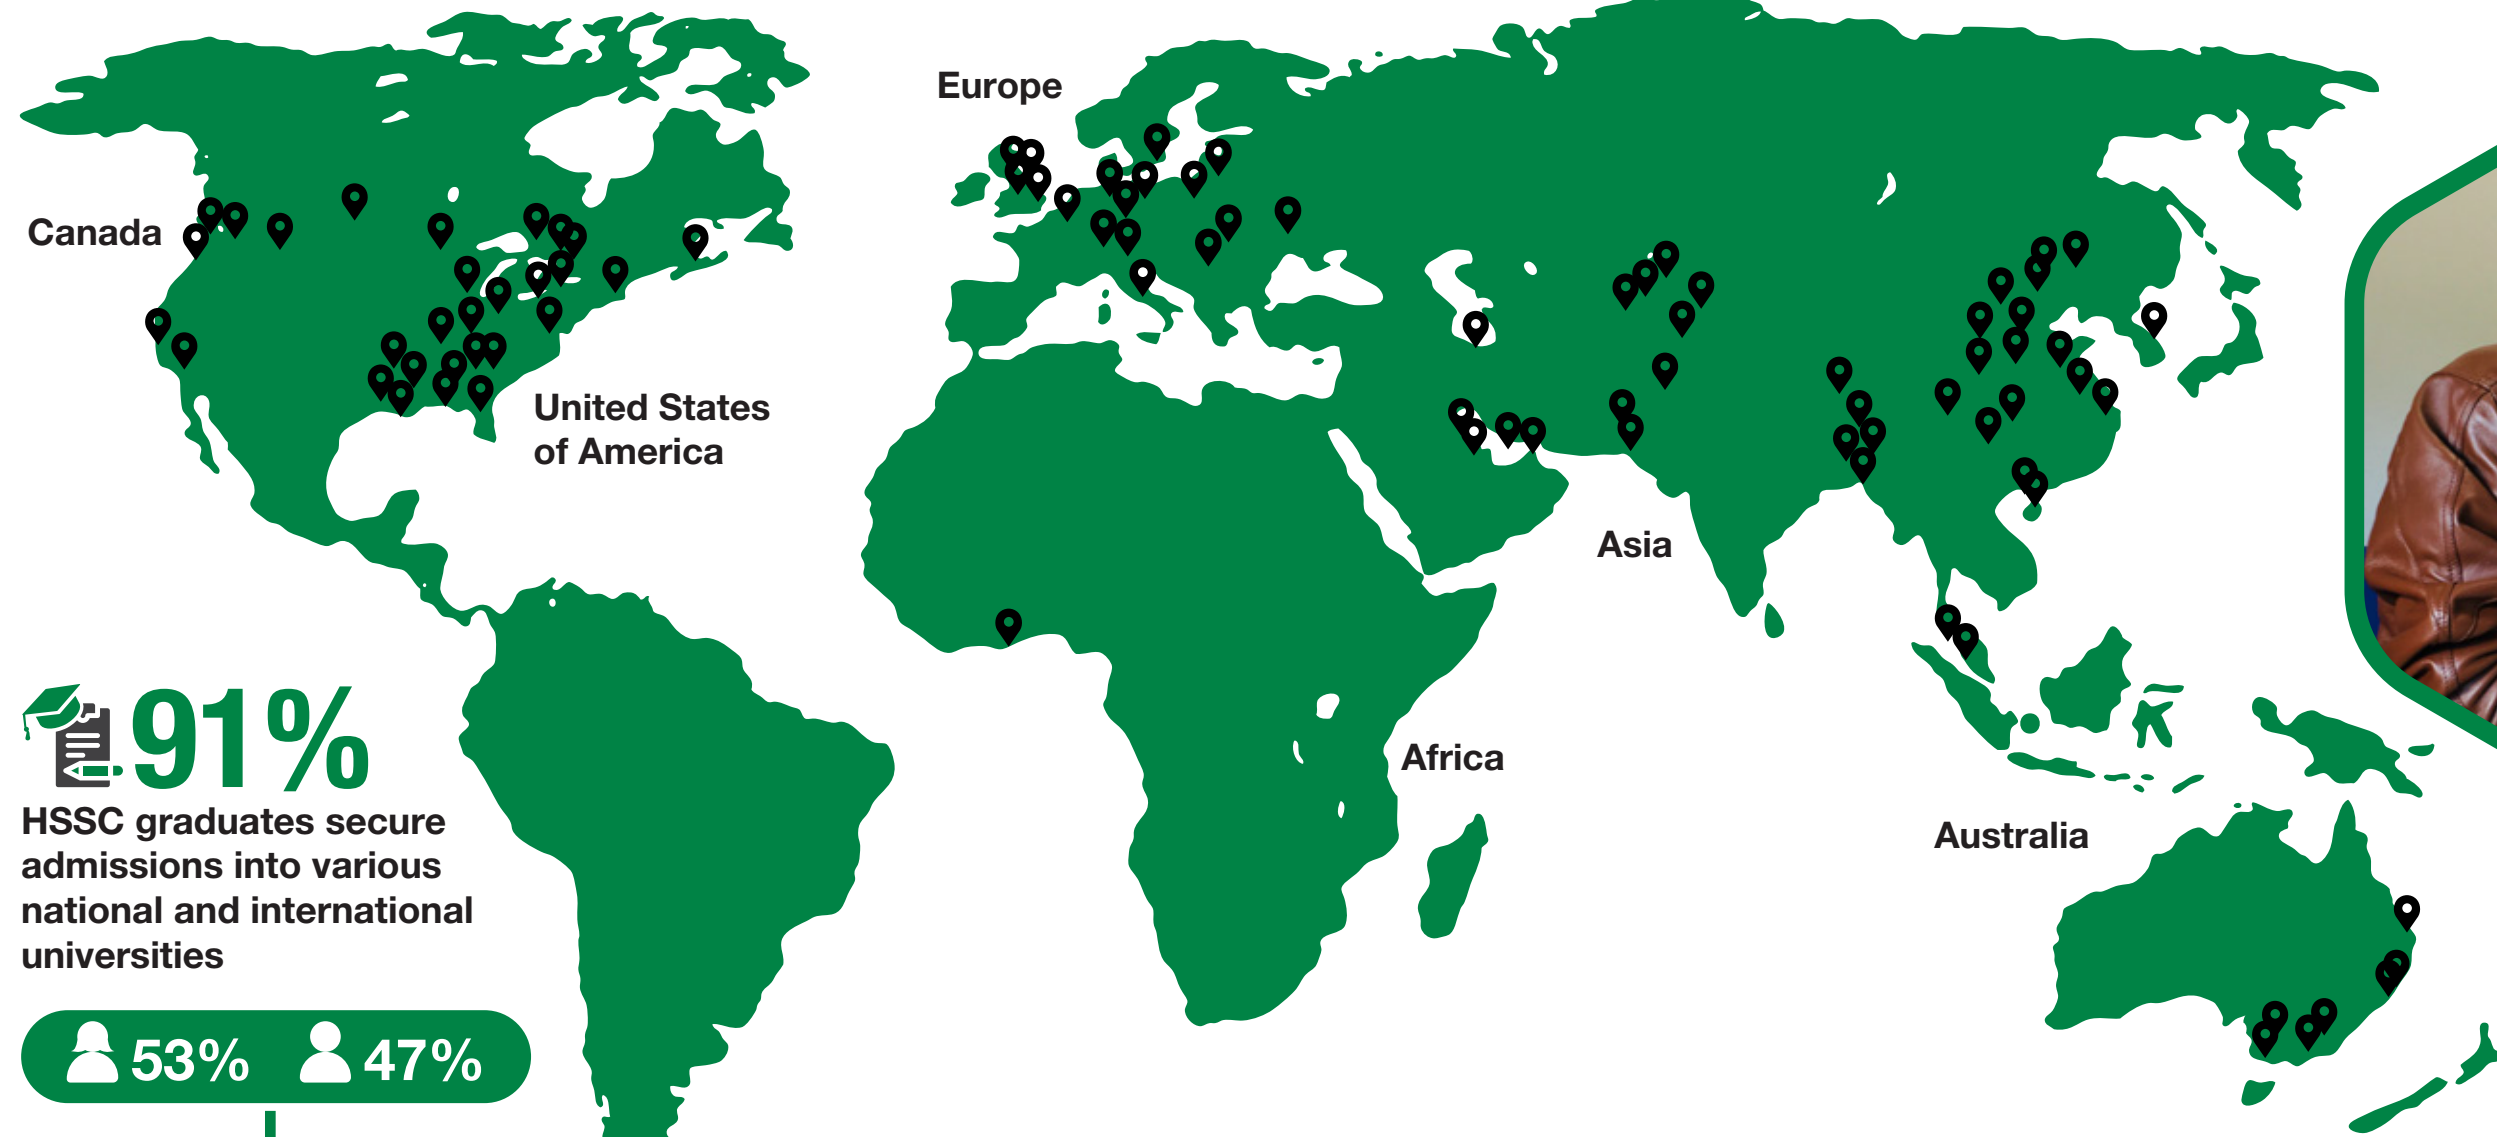 Europe
Canada
United States
of America
Asia
Africa
Australia
91%
HSSC graduates secure
admissions into various
national and international
universities
53%
47%